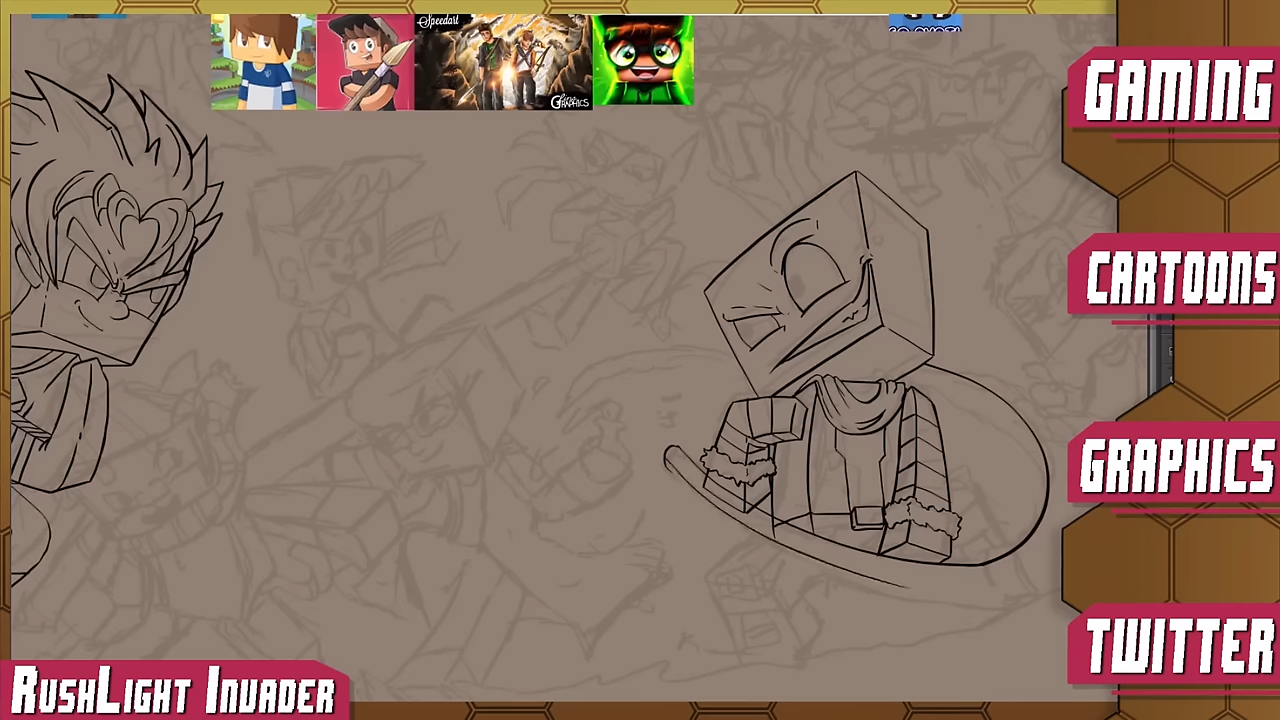 Speedart
GRAPHICS
GAMING
CARTOONS
GRAPHICS
TWITTER
RUSHLIGHT INVADER